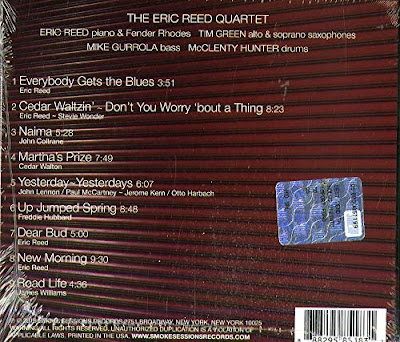 THE ERIC REED QUARTET
ERIC REED piano & Fender Rhodes TIM GREEN alto & soprano saxophones
MIKE GURROLA bass McCLENTY HUNTER drums
1 Everybody Gets the Blues 3:51
Eric Reed
2 Cedar Waltzin' - Don't You Worry 'bout a Thing 8:23
Eric Reed ~ Stevie Wonder
3 Naima 5:28
John Coltrane
4 Martha's Prize 7:49
Cedar Walton
5 Yesterday~Yesterdays 6:07
John Lennon / Paul McCartney ~ Jerome Kern / Otto Harbach
6 Up Jumped Spring 8:48
Freddie Hubbard
7 Dear Bud 5:00
Eric Reed
8 New Morning 9:30
Eric Reed
9 Road Life 4:36
James Williams
SMOKE SESSIONS RECORDS 2751 BROADWAY, NEW YORK, NEW YORK 10025
ALL RIGHTS RESERVED. UNAUTHORIZED DUPLICATION IS A VIOLATION OF
APPLICABLE LAWS. PRINTED IN USA. WWW.SMOKESESSIONSRECORDS.COM